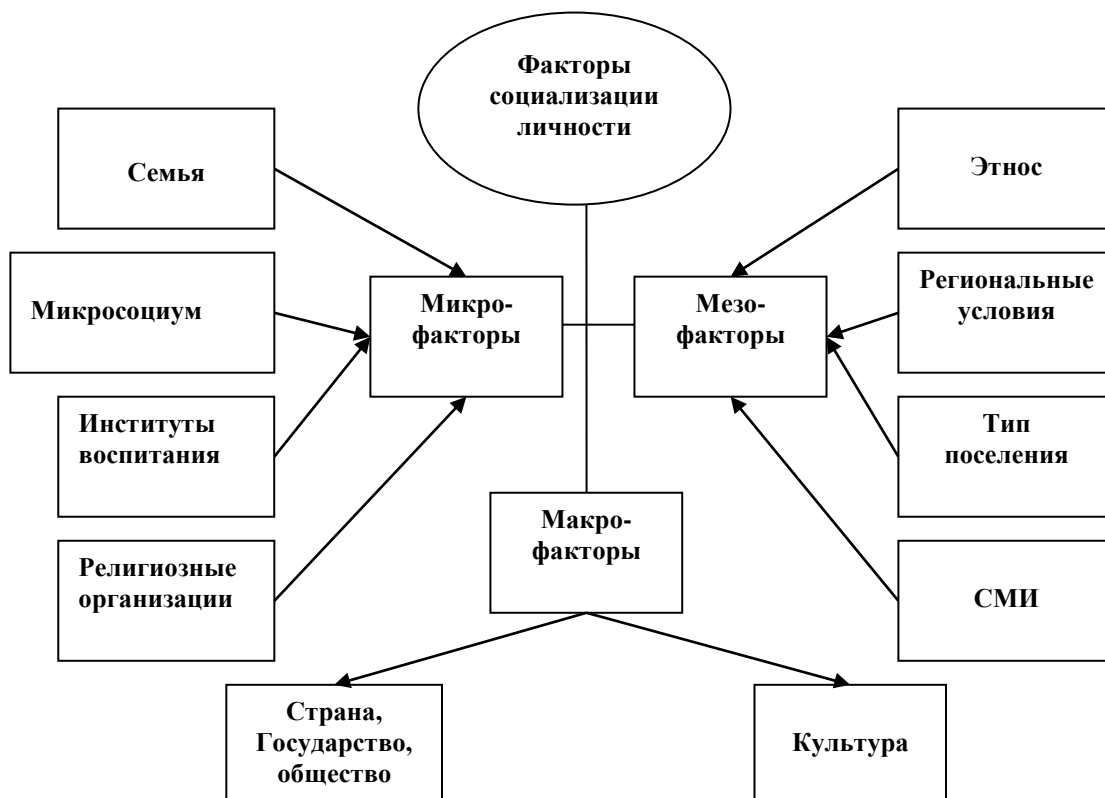 Факторы
социализации
личности
Семья
Этнос
Микросоциум
Микро-
факторы
Мезо-
факторы
Региональные
условия
Институты
воспитания
Тип
поселения
Макро-
факторы
Религиозные
организации
СМИ
Страна,
Государство,
общество
Культура